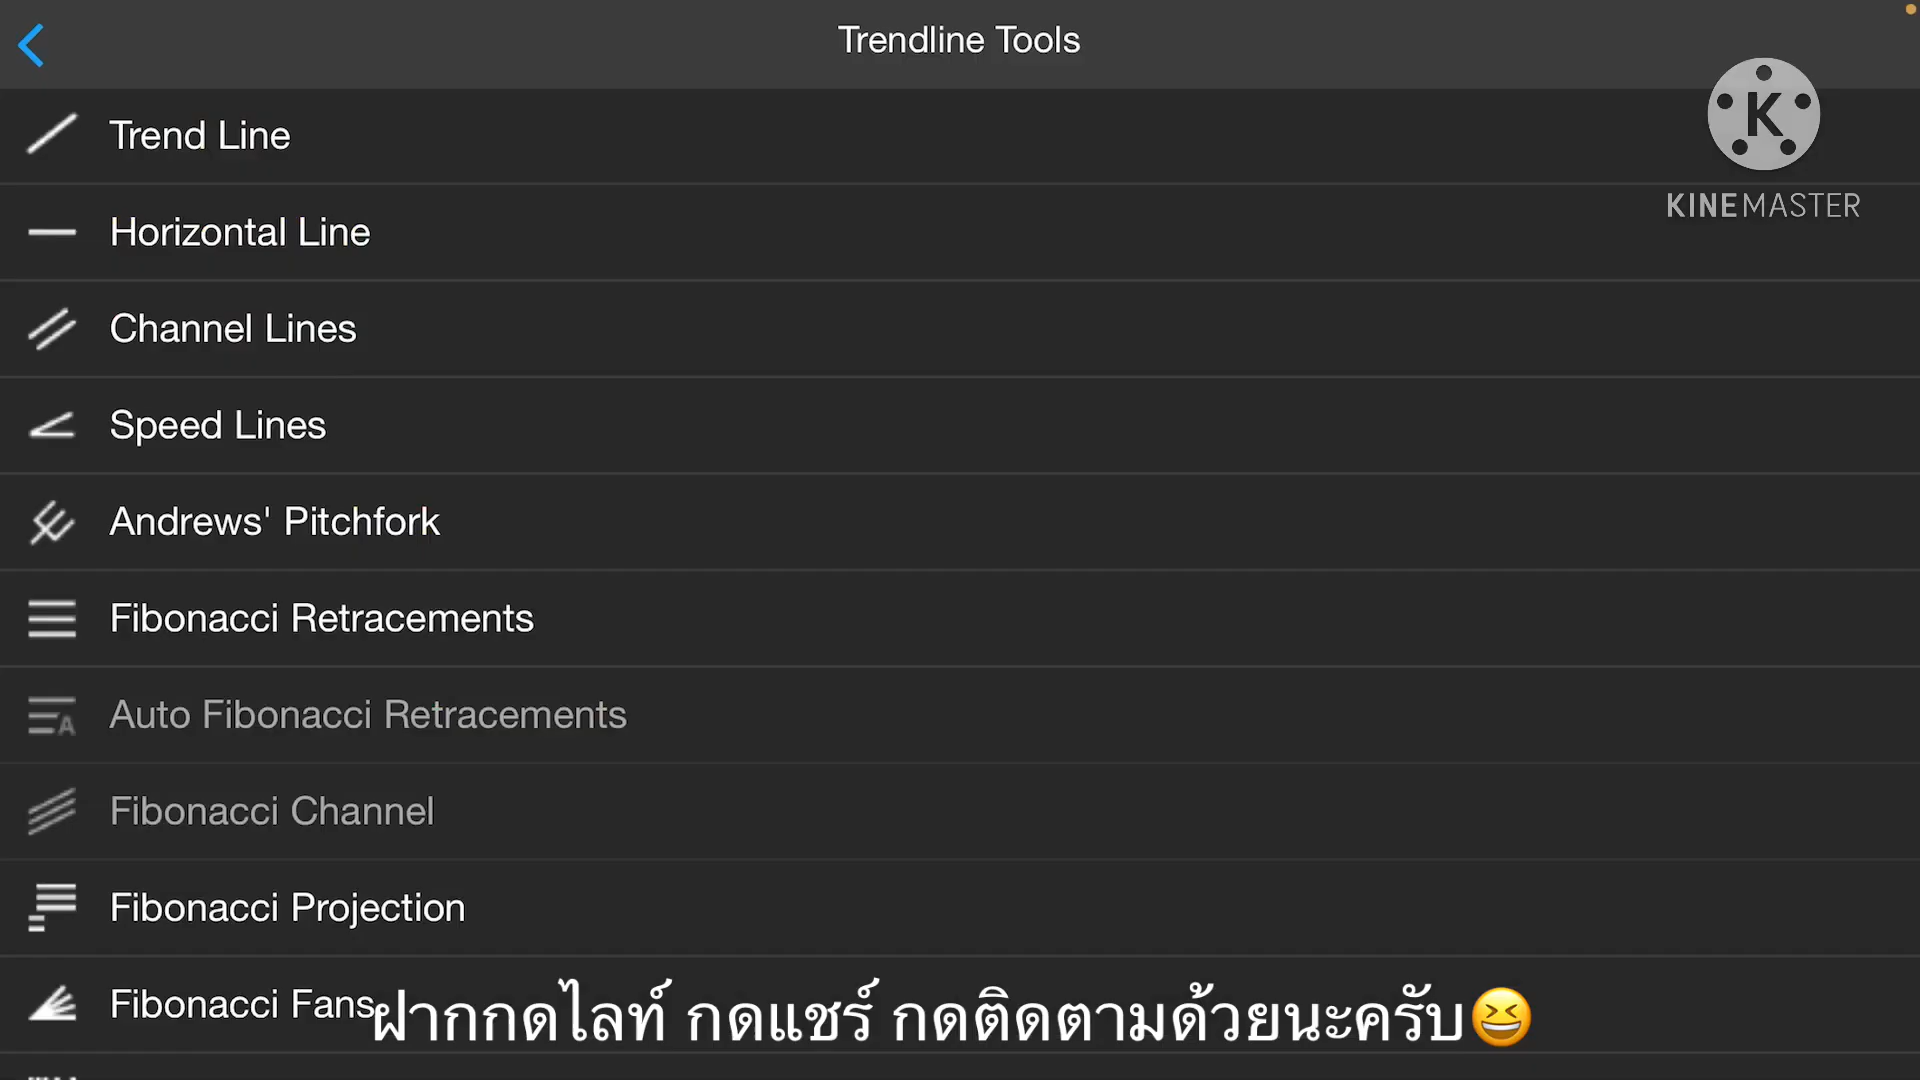 Trendline Tools
Trend Line
K
KINEMASTER
Horizontal Line
Channel Lines
Speed Lines
Andrews' Pitchfork
Fibonacci Retracements
Auto Fibonacci Retracements
Fibonacci Channel
Fibonacci Projection
Fibonacci Fans
ฝากกดไลท์ กดแชร์ กดติดตามด้วยนะครับ😆